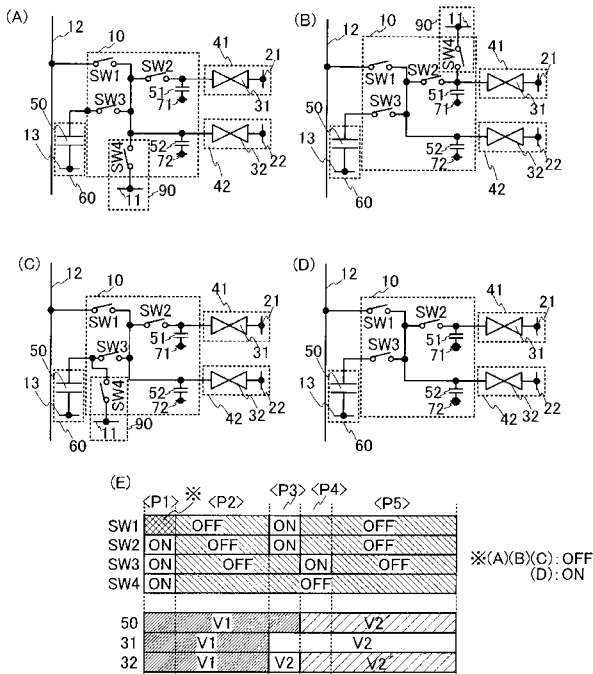 (A)
12
10
41
21
SW1
SW2
51
71
31
50
SW3
13
52
72
SW4
42
32
22
11
60
90
(B)
12
10
90
11
SW4
41
21
SW1
SW2
51
71
31
50
SW3
13
52
72
42
32
22
60
(C)
12
10
41
21
SW1
SW2
51
71
31
50
SW3
13
SW4
52
72
42
32
22
11
60
90
(D)
12
10
41
21
SW1
SW2
51
71
31
50
SW3
13
52
72
42
32
22
60
(E)
<P1> ※ <P2> <P3> <P4> <P5>
SW1 OFF ON OFF
SW2 ON OFF ON OFF
SW3 ON OFF ON OFF
SW4 ON OFF
※(A)(B)(C): OFF
(D): ON
50 V1 V2
31 V1 V2
32 V1 V2 V2'